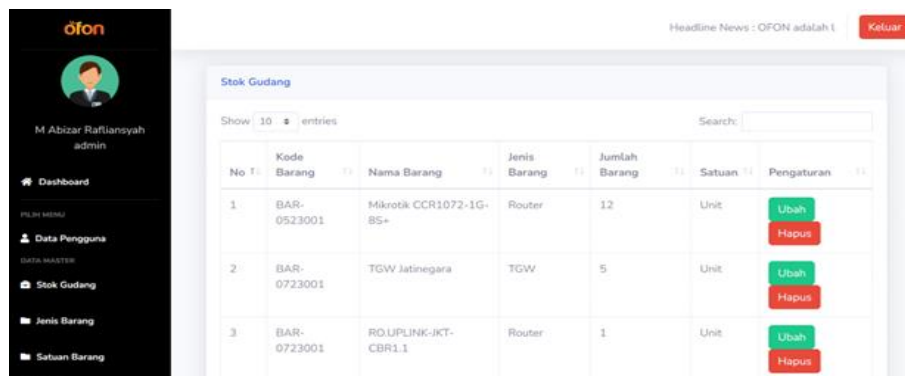 öfon
Headline News : OFON adalah l
Keluar
M Abizar Rafliansyah
admin
Dashboard
PILIH MENU
Data Pengguna
DATA MASTER
Stok Gudang
Jenis Barang
Satuan Barang
Stok Gudang
Show 10 entries
Search:
No
Kode
Barang
Nama Barang
Jenis
Barang
Jumlah
Barang
Satuan
Pengaturan
1
BAR-
0523001
Mikrotik CCR1072-1G-
8S+
Router
12
Unit
Ubah
Hapus
2
BAR-
0723001
TGW Jatinegara
TGW
5
Unit
Ubah
Hapus
3
BAR-
0723001
RO.UPLINK-JKT-
CBR1.1
Router
1
Unit
Ubah
Hapus